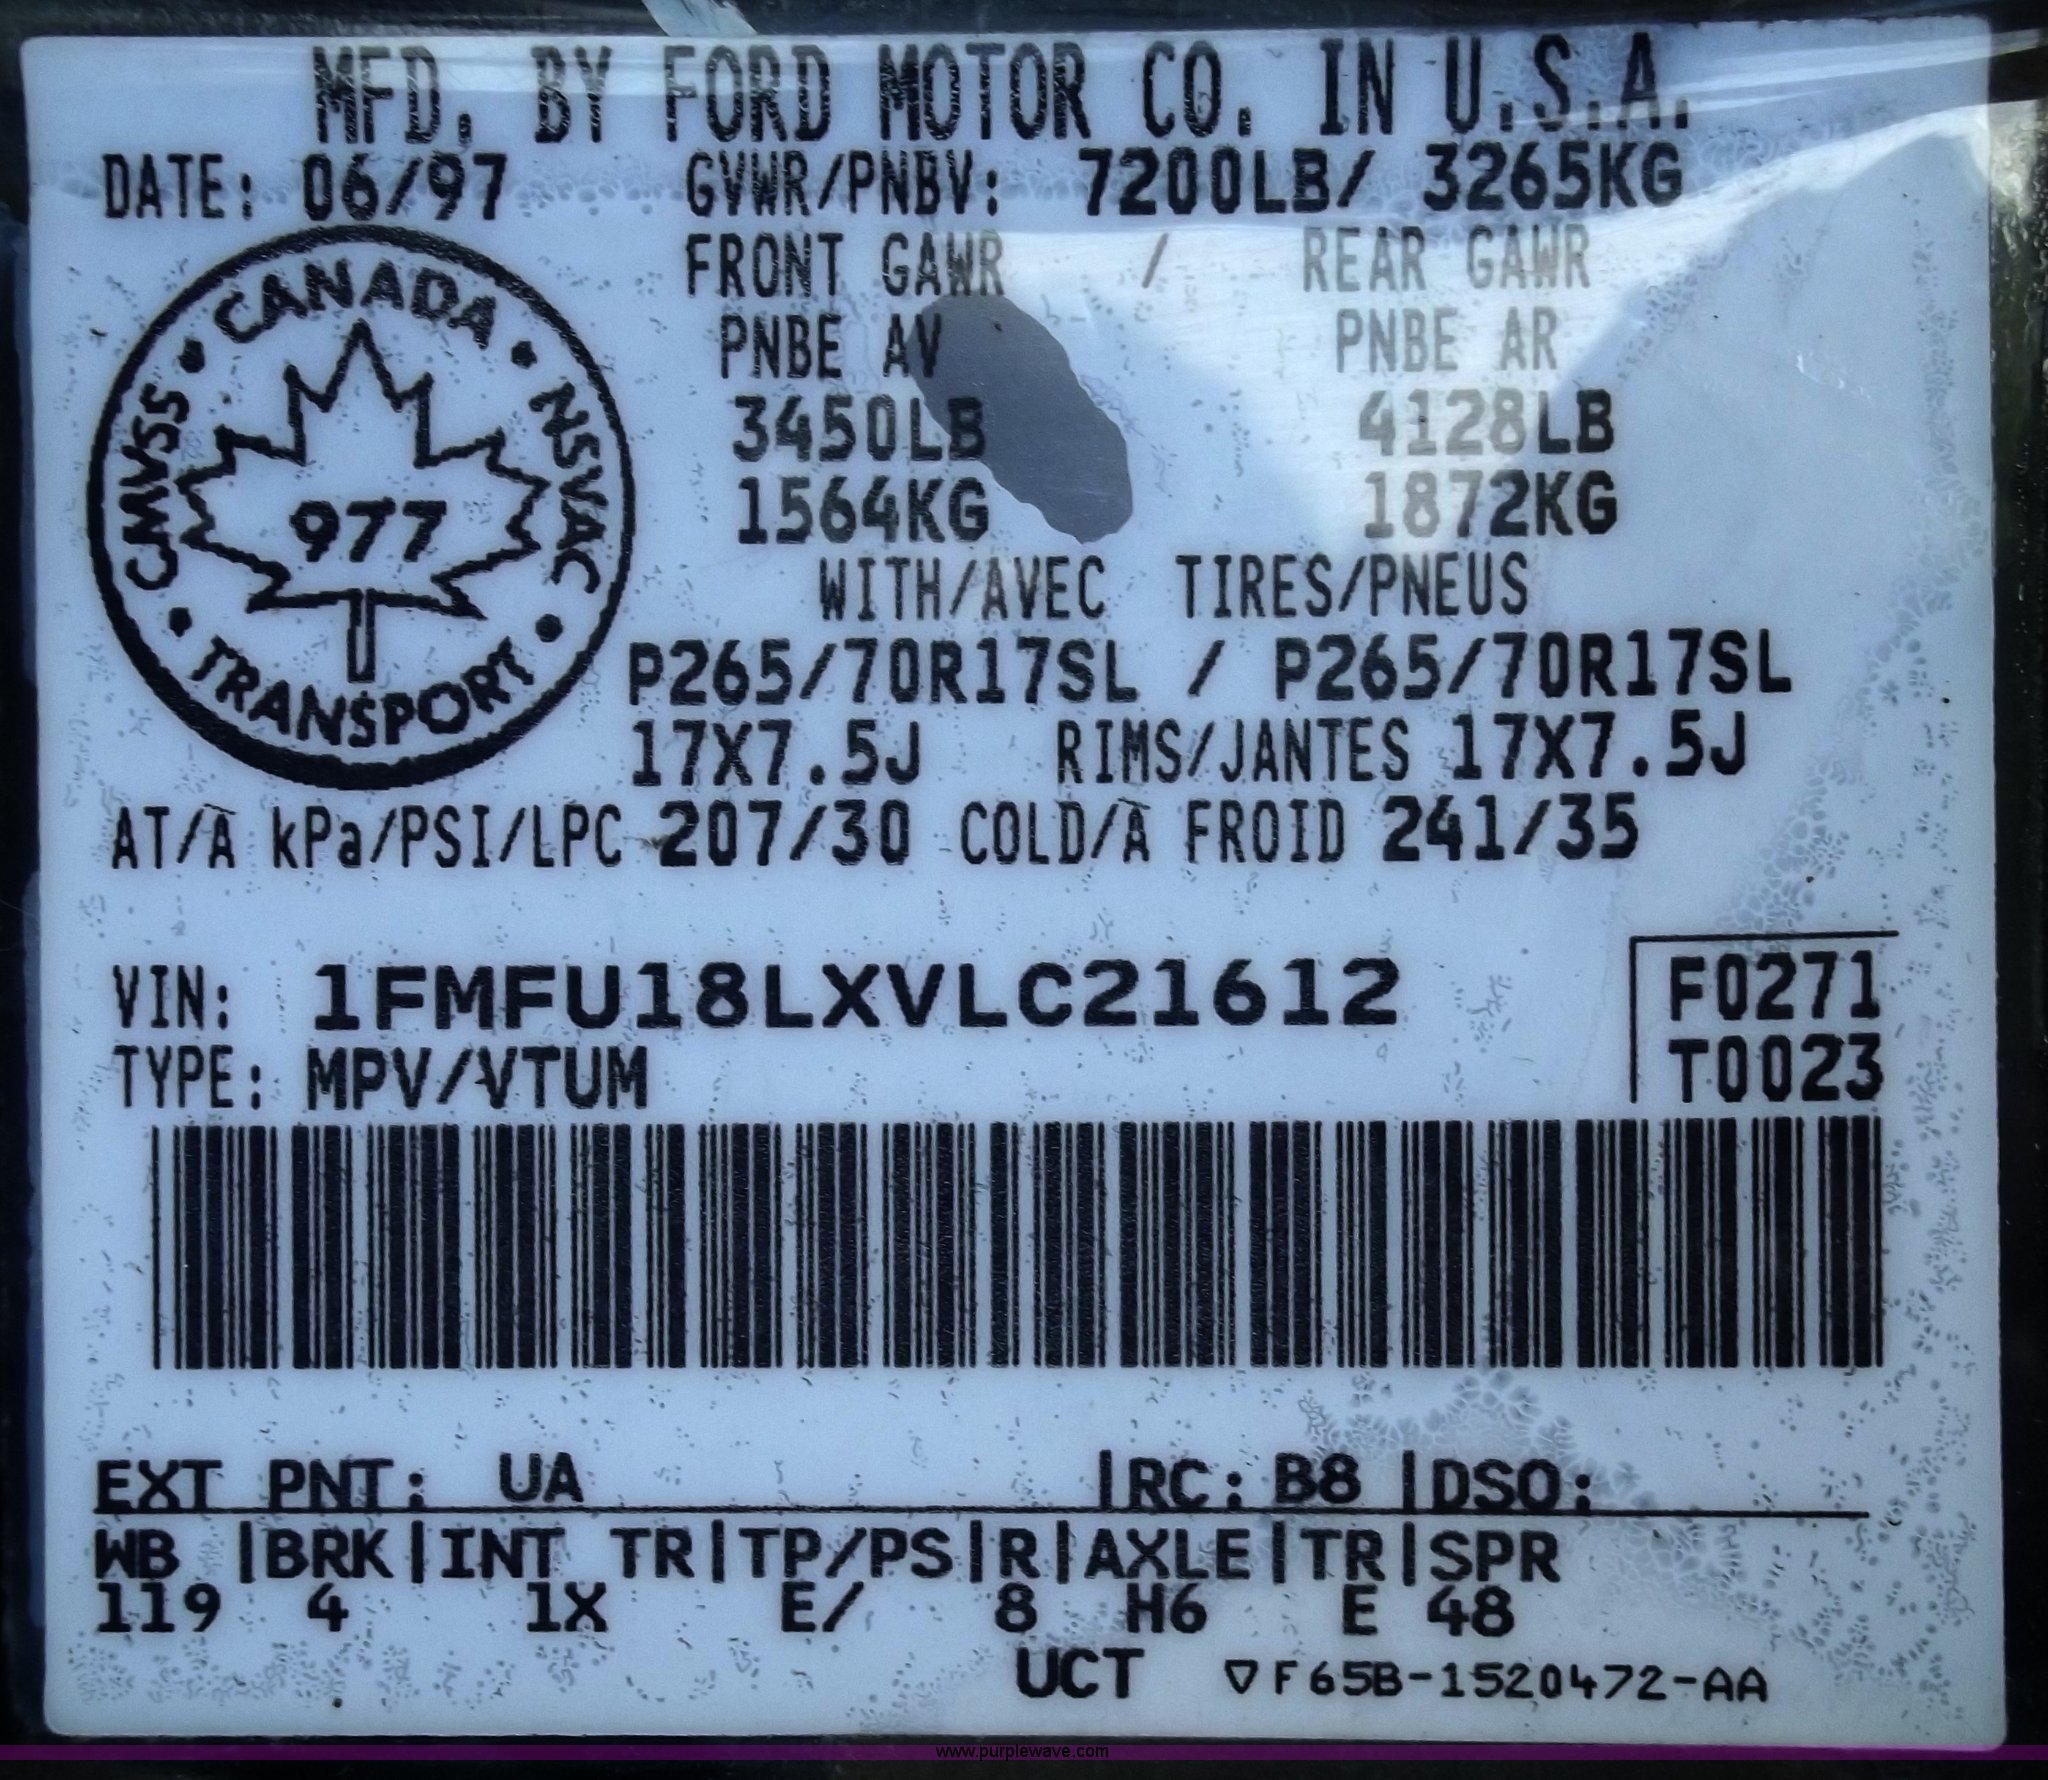 MFD. BY FORD MOTOR CO. IN U.S.A.
DATE: 06/97 GVWR/PNBV: 7200LB/ 3265KG
FRONT GAWR / REAR GAWR
PNBE AV PNBE AR
3450LB 4128LB
1564KG 1872KG
WITH/AVEC TIRES/PNEUS
P265/70R17SL / P265/70R17SL
17X7.5J RIMS/JANTES 17X7.5J
AT/À kPa/PSI/LPC 207/30 COLD/À FROID 241/35
CANADA • NSVAC • TRANSPORT • CMVSS •
977
VIN: 1FMFU18LXVLC21612
F0271
TYPE: MPV/VTUM
T0023
EXT PNT: UA |RC: B8 |DSO:
WB |BRK|INT TR|TP/PS|R|AXLE|TR|SPR
119 4 1X E/ 8 H6 E 48
UCT ▽F65B-1520472-AA
www.purplewave.com